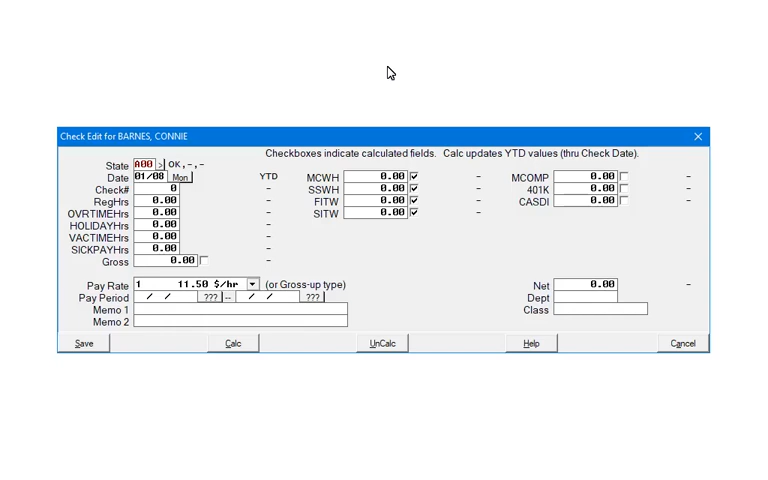 Check Edit for BARNES, CONNIE
Checkboxes indicate calculated fields. Calc updates YTD values (thru Check Date).
State A00 > OK,-,-
Date 01/08 Mon YTD MCWH 0.00 - MCOMP 0.00 -
Check# 0 - SSWH 0.00 - 401K 0.00 -
RegHrs 0.00 - FITW 0.00 - CASDI 0.00 -
OVRTIMEHrs 0.00 - SITW 0.00 -
HOLIDAYHrs 0.00 -
VACTIMEHrs 0.00 -
SICKPAYHrs 0.00 -
Gross 0.00 -
Pay Rate 1 11.50 $/hr (or Gross-up type) Net 0.00 -
Pay Period / / ??? -- / / ??? Dept
Memo 1 Class
Memo 2
Save Calc UnCalc Help Cancel